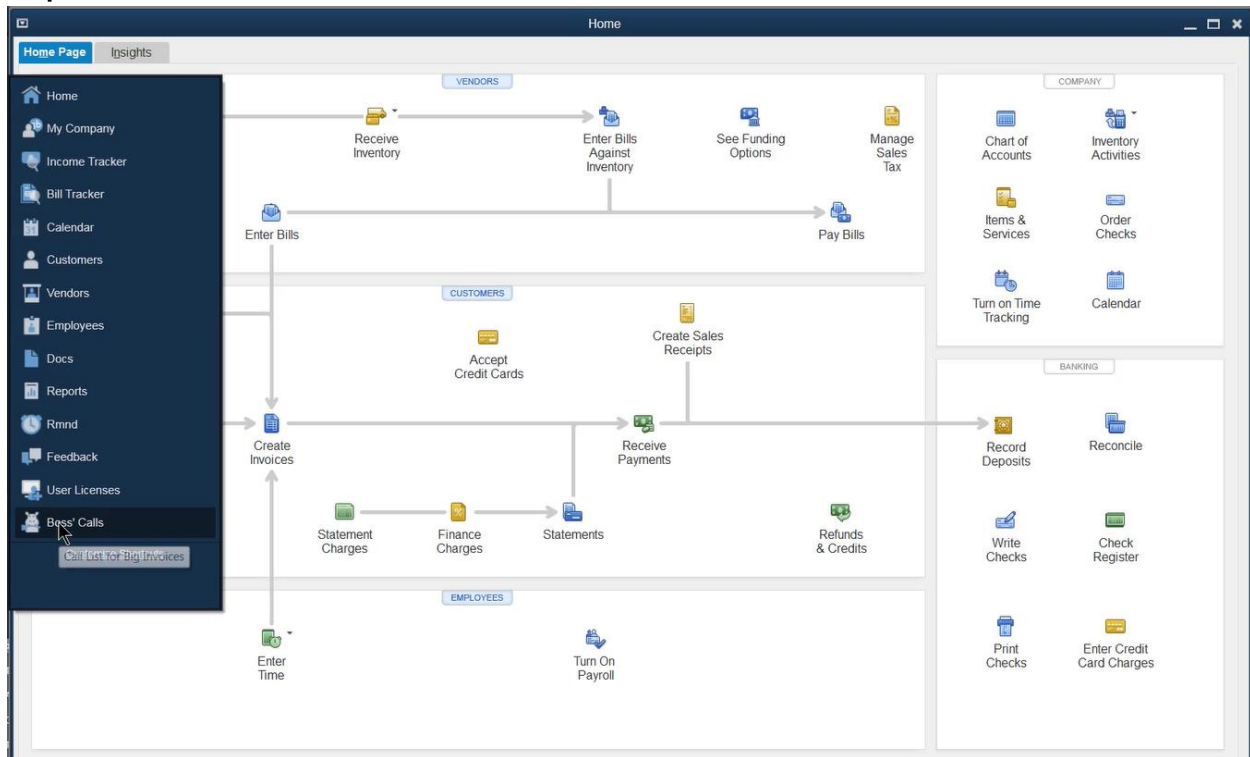 Home
Home Page
Insights
Home
My Company
Income Tracker
Bill Tracker
Calendar
Customers
Vendors
Employees
Docs
Reports
Rmnd
Feedback
User Licenses
Boss' Calls
Call List for Big Invoices
VENDORS
Receive
Inventory
Enter Bills
Against
Inventory
See Funding
Options
Manage
Sales
Tax
Enter Bills
Pay Bills
CUSTOMERS
Create Sales
Receipts
Accept
Credit Cards
Create
Invoices
Receive
Payments
Statement
Charges
Finance
Charges
Statements
Refunds
& Credits
EMPLOYEES
Enter
Time
Turn On
Payroll
COMPANY
Chart of
Accounts
Inventory
Activities
Items &
Services
Order
Checks
Turn on Time
Tracking
Calendar
BANKING
Record
Deposits
Reconcile
Write
Checks
Check
Register
Print
Checks
Enter Credit
Card Charges